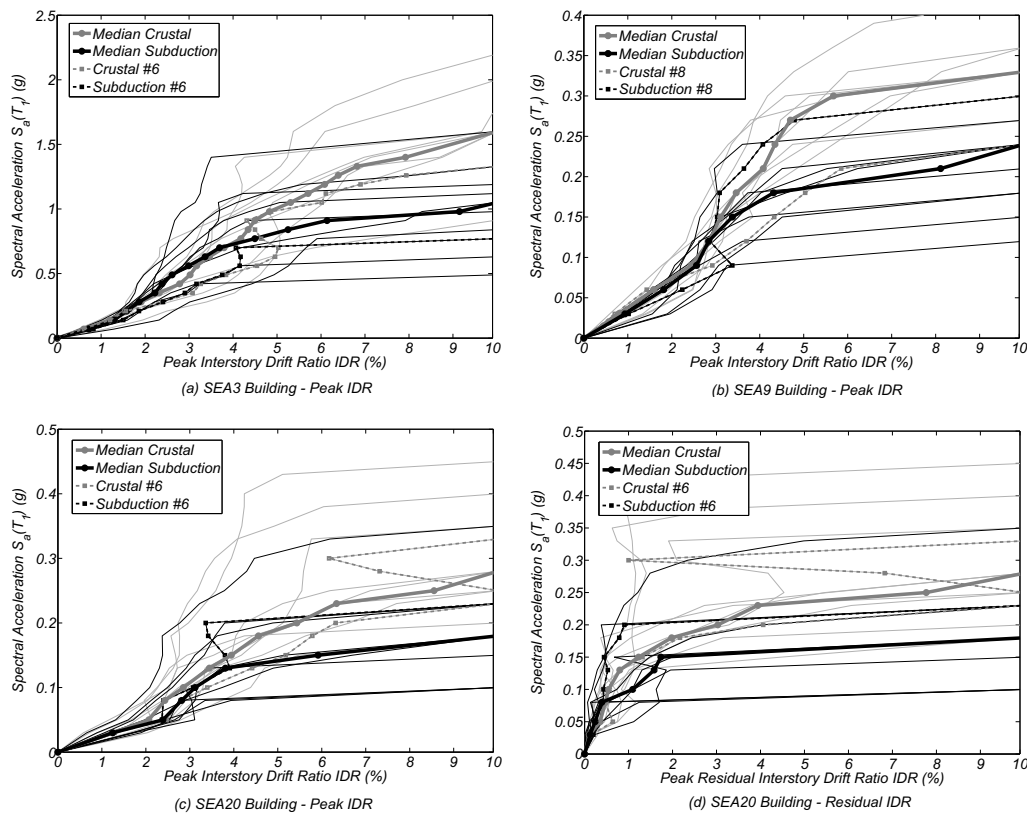 2.5
2
1.5
1
0.5
0
Spectral Acceleration Sa(T1) (g)
Median Crustal
Median Subduction
Crustal #6
Subduction #6
0 1 2 3 4 5 6 7 8 9 10
Peak Interstory Drift Ratio IDR (%)
(a) SEA3 Building - Peak IDR
0.4
0.35
0.3
0.25
0.2
0.15
0.1
0.05
0
Spectral Acceleration Sa(T1) (g)
Median Crustal
Median Subduction
Crustal #8
Subduction #8
0 1 2 3 4 5 6 7 8 9 10
Peak Interstory Drift Ratio IDR (%)
(b) SEA9 Building - Peak IDR
0.5
0.4
0.3
0.2
0.1
0
Spectral Acceleration Sa(T1) (g)
Median Crustal
Median Subduction
Crustal #6
Subduction #6
0 1 2 3 4 5 6 7 8 9 10
Peak Interstory Drift Ratio IDR (%)
(c) SEA20 Building - Peak IDR
0.5
0.45
0.4
0.35
0.3
0.25
0.2
0.15
0.1
0.05
0
Spectral Acceleration Sa(T1) (g)
Median Crustal
Median Subduction
Crustal #6
Subduction #6
0 1 2 3 4 5 6 7 8 9 10
Peak Residual Interstory Drift Ratio IDR (%)
(d) SEA20 Building - Residual IDR